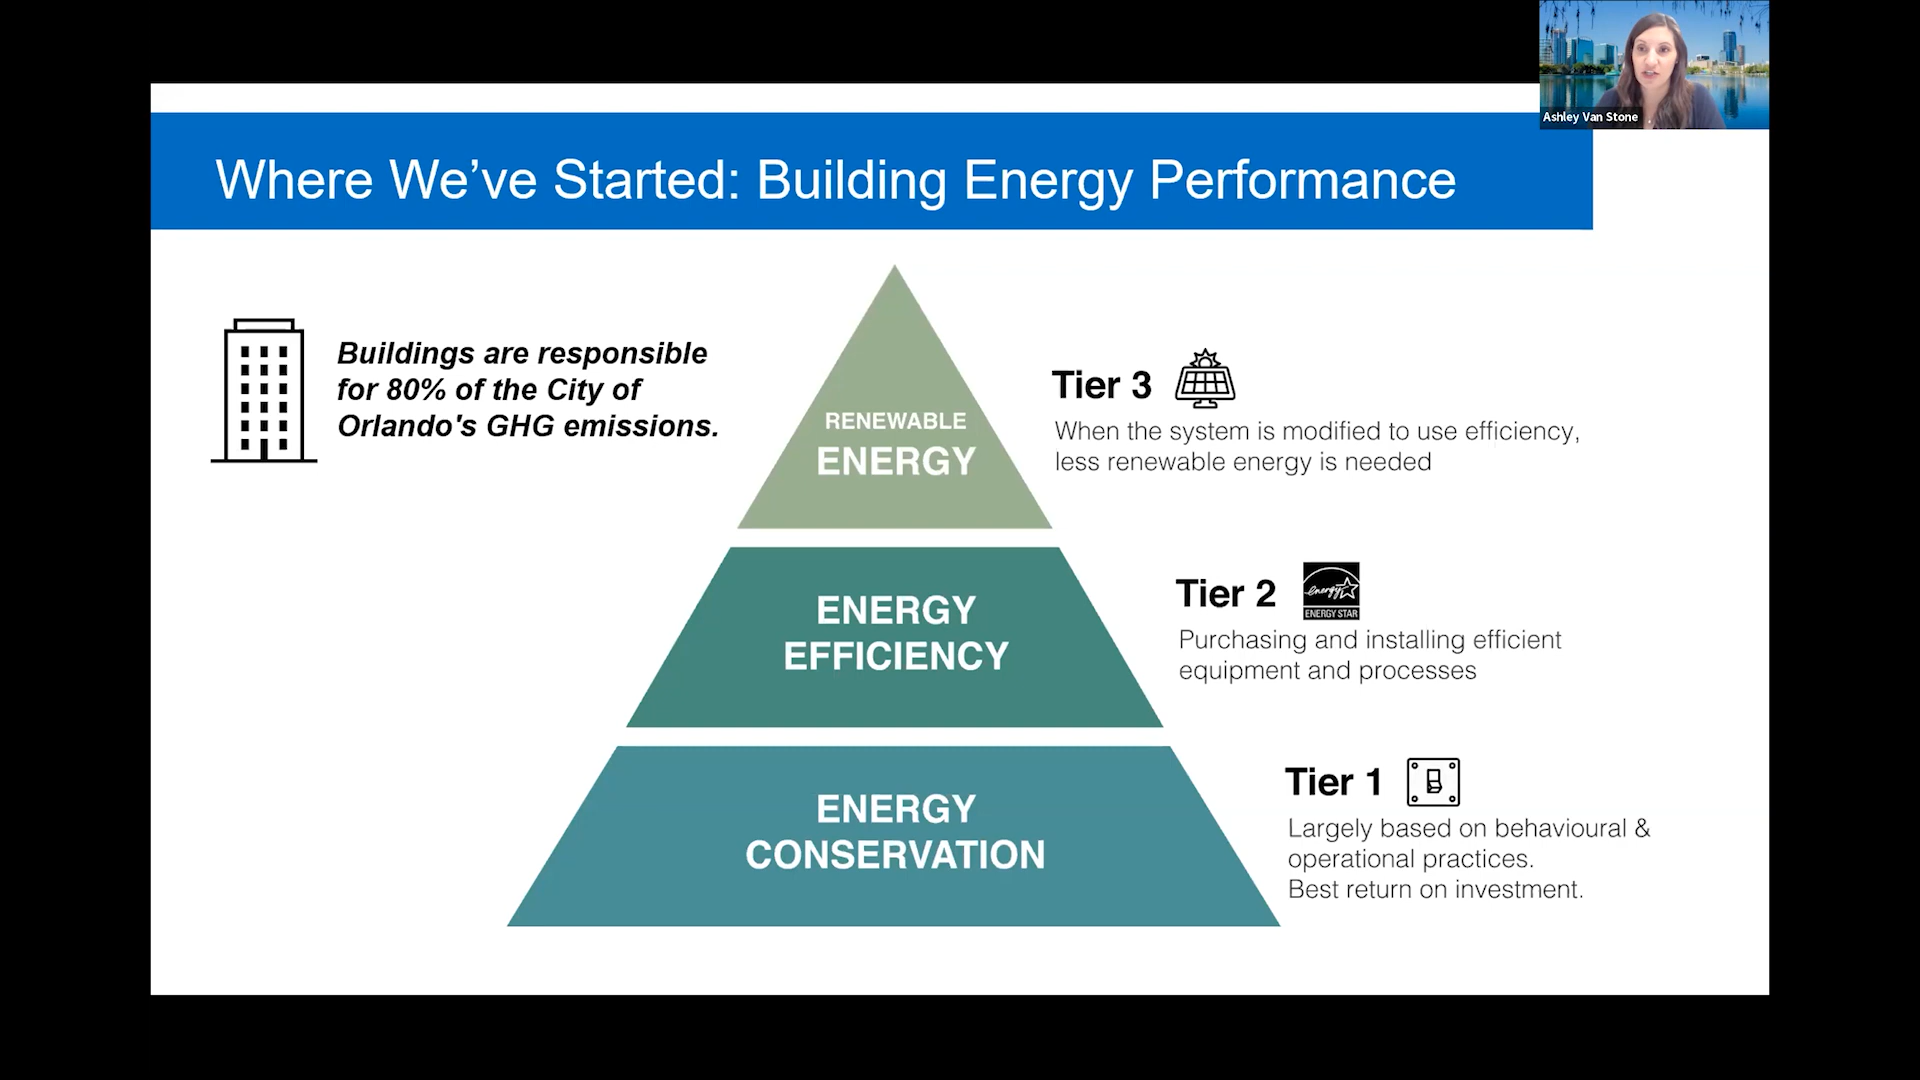 Ashley Van Stone
Where We’ve Started: Building Energy Performance
Buildings are responsible
for 80% of the City of
Orlando's GHG emissions.
RENEWABLE
ENERGY
Tier 3
When the system is modified to use efficiency,
less renewable energy is needed
ENERGY
EFFICIENCY
Tier 2
energy
ENERGY STAR
Purchasing and installing efficient
equipment and processes
ENERGY
CONSERVATION
Tier 1
Largely based on behavioural &
operational practices.
Best return on investment.